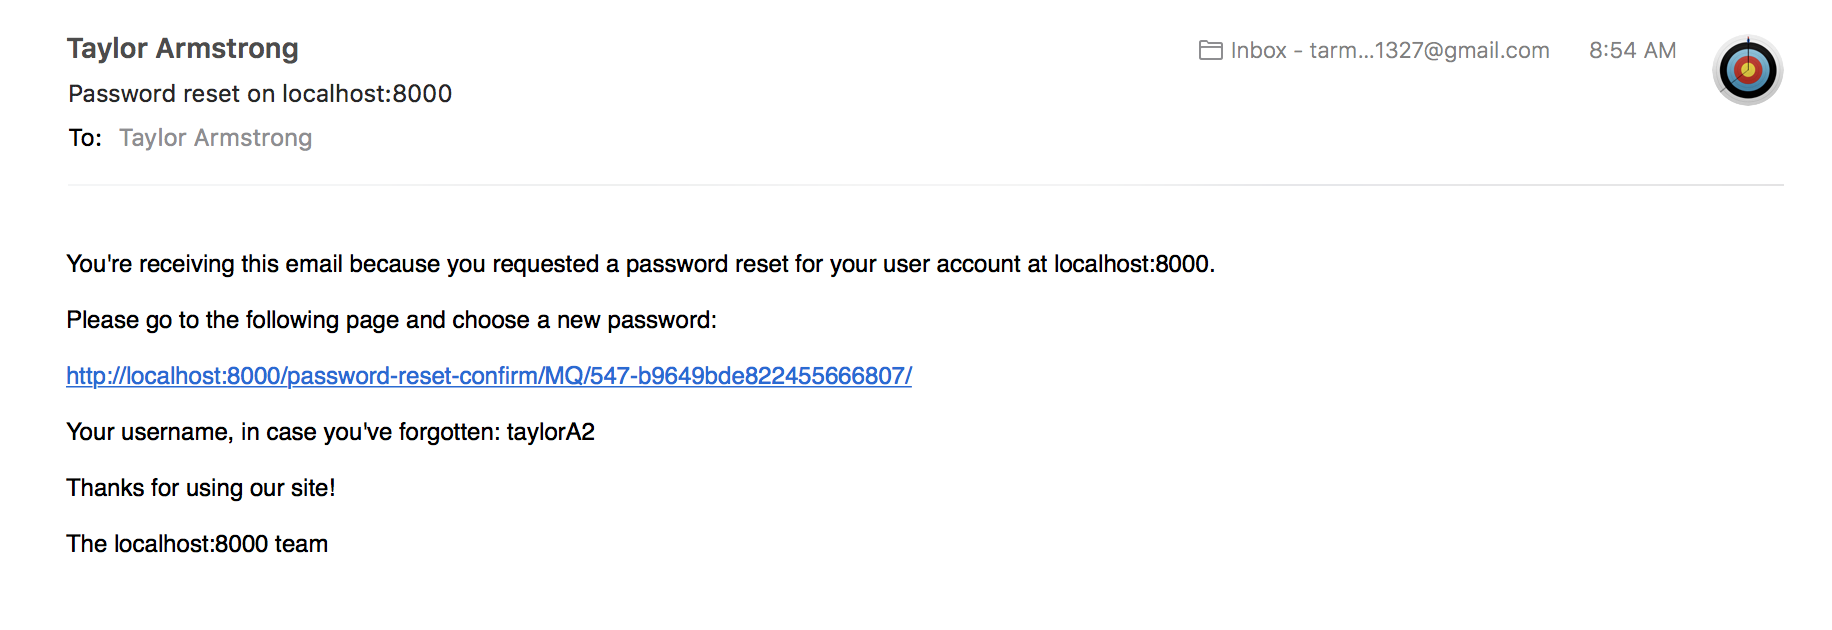 Taylor Armstrong
Inbox - tarm...1327@gmail.com 8:54 AM
Password reset on localhost:8000
To: Taylor Armstrong
You're receiving this email because you requested a password reset for your user account at localhost:8000.
Please go to the following page and choose a new password:
http://localhost:8000/password-reset-confirm/MQ/547-b9649bde822455666807/
Your username, in case you've forgotten: taylorA2
Thanks for using our site!
The localhost:8000 team